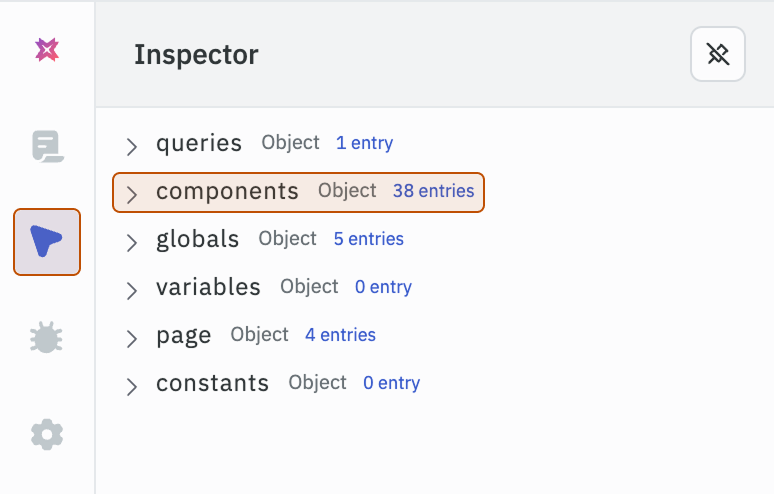 Inspector
queries Object 1 entry
components Object 38 entries
globals Object 5 entries
variables Object 0 entry
page Object 4 entries
constants Object 0 entry